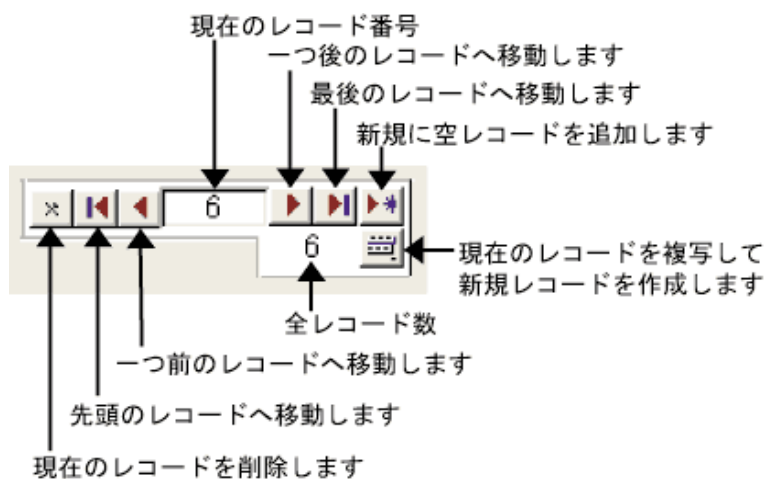 現在のレコード番号
一つ後のレコードへ移動します
最後のレコードへ移動します
新規に空レコードを追加します
6
6
現在のレコードを複写して
新規レコードを作成します
全レコード数
一つ前のレコードへ移動します
先頭のレコードへ移動します
現在のレコードを削除します